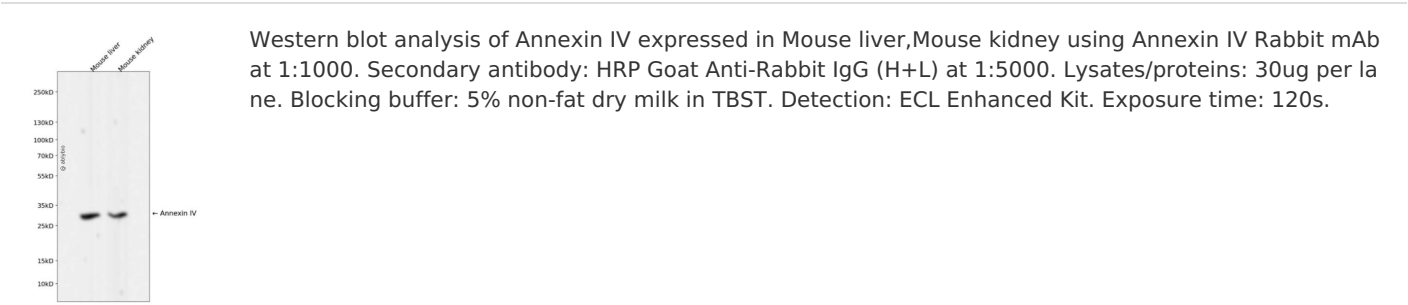 Mouse liver
Mouse kidney
Western blot analysis of Annexin IV expressed in Mouse liver,Mouse kidney using Annexin IV Rabbit mAb
at 1:1000. Secondary antibody: HRP Goat Anti-Rabbit IgG (H+L) at 1:5000. Lysates/proteins: 30ug per la
ne. Blocking buffer: 5% non-fat dry milk in TBST. Detection: ECL Enhanced Kit. Exposure time: 120s.
250kD
130kD
100kD
70kD
55kD
35kD
← Annexin IV
25kD
15kD
10kD